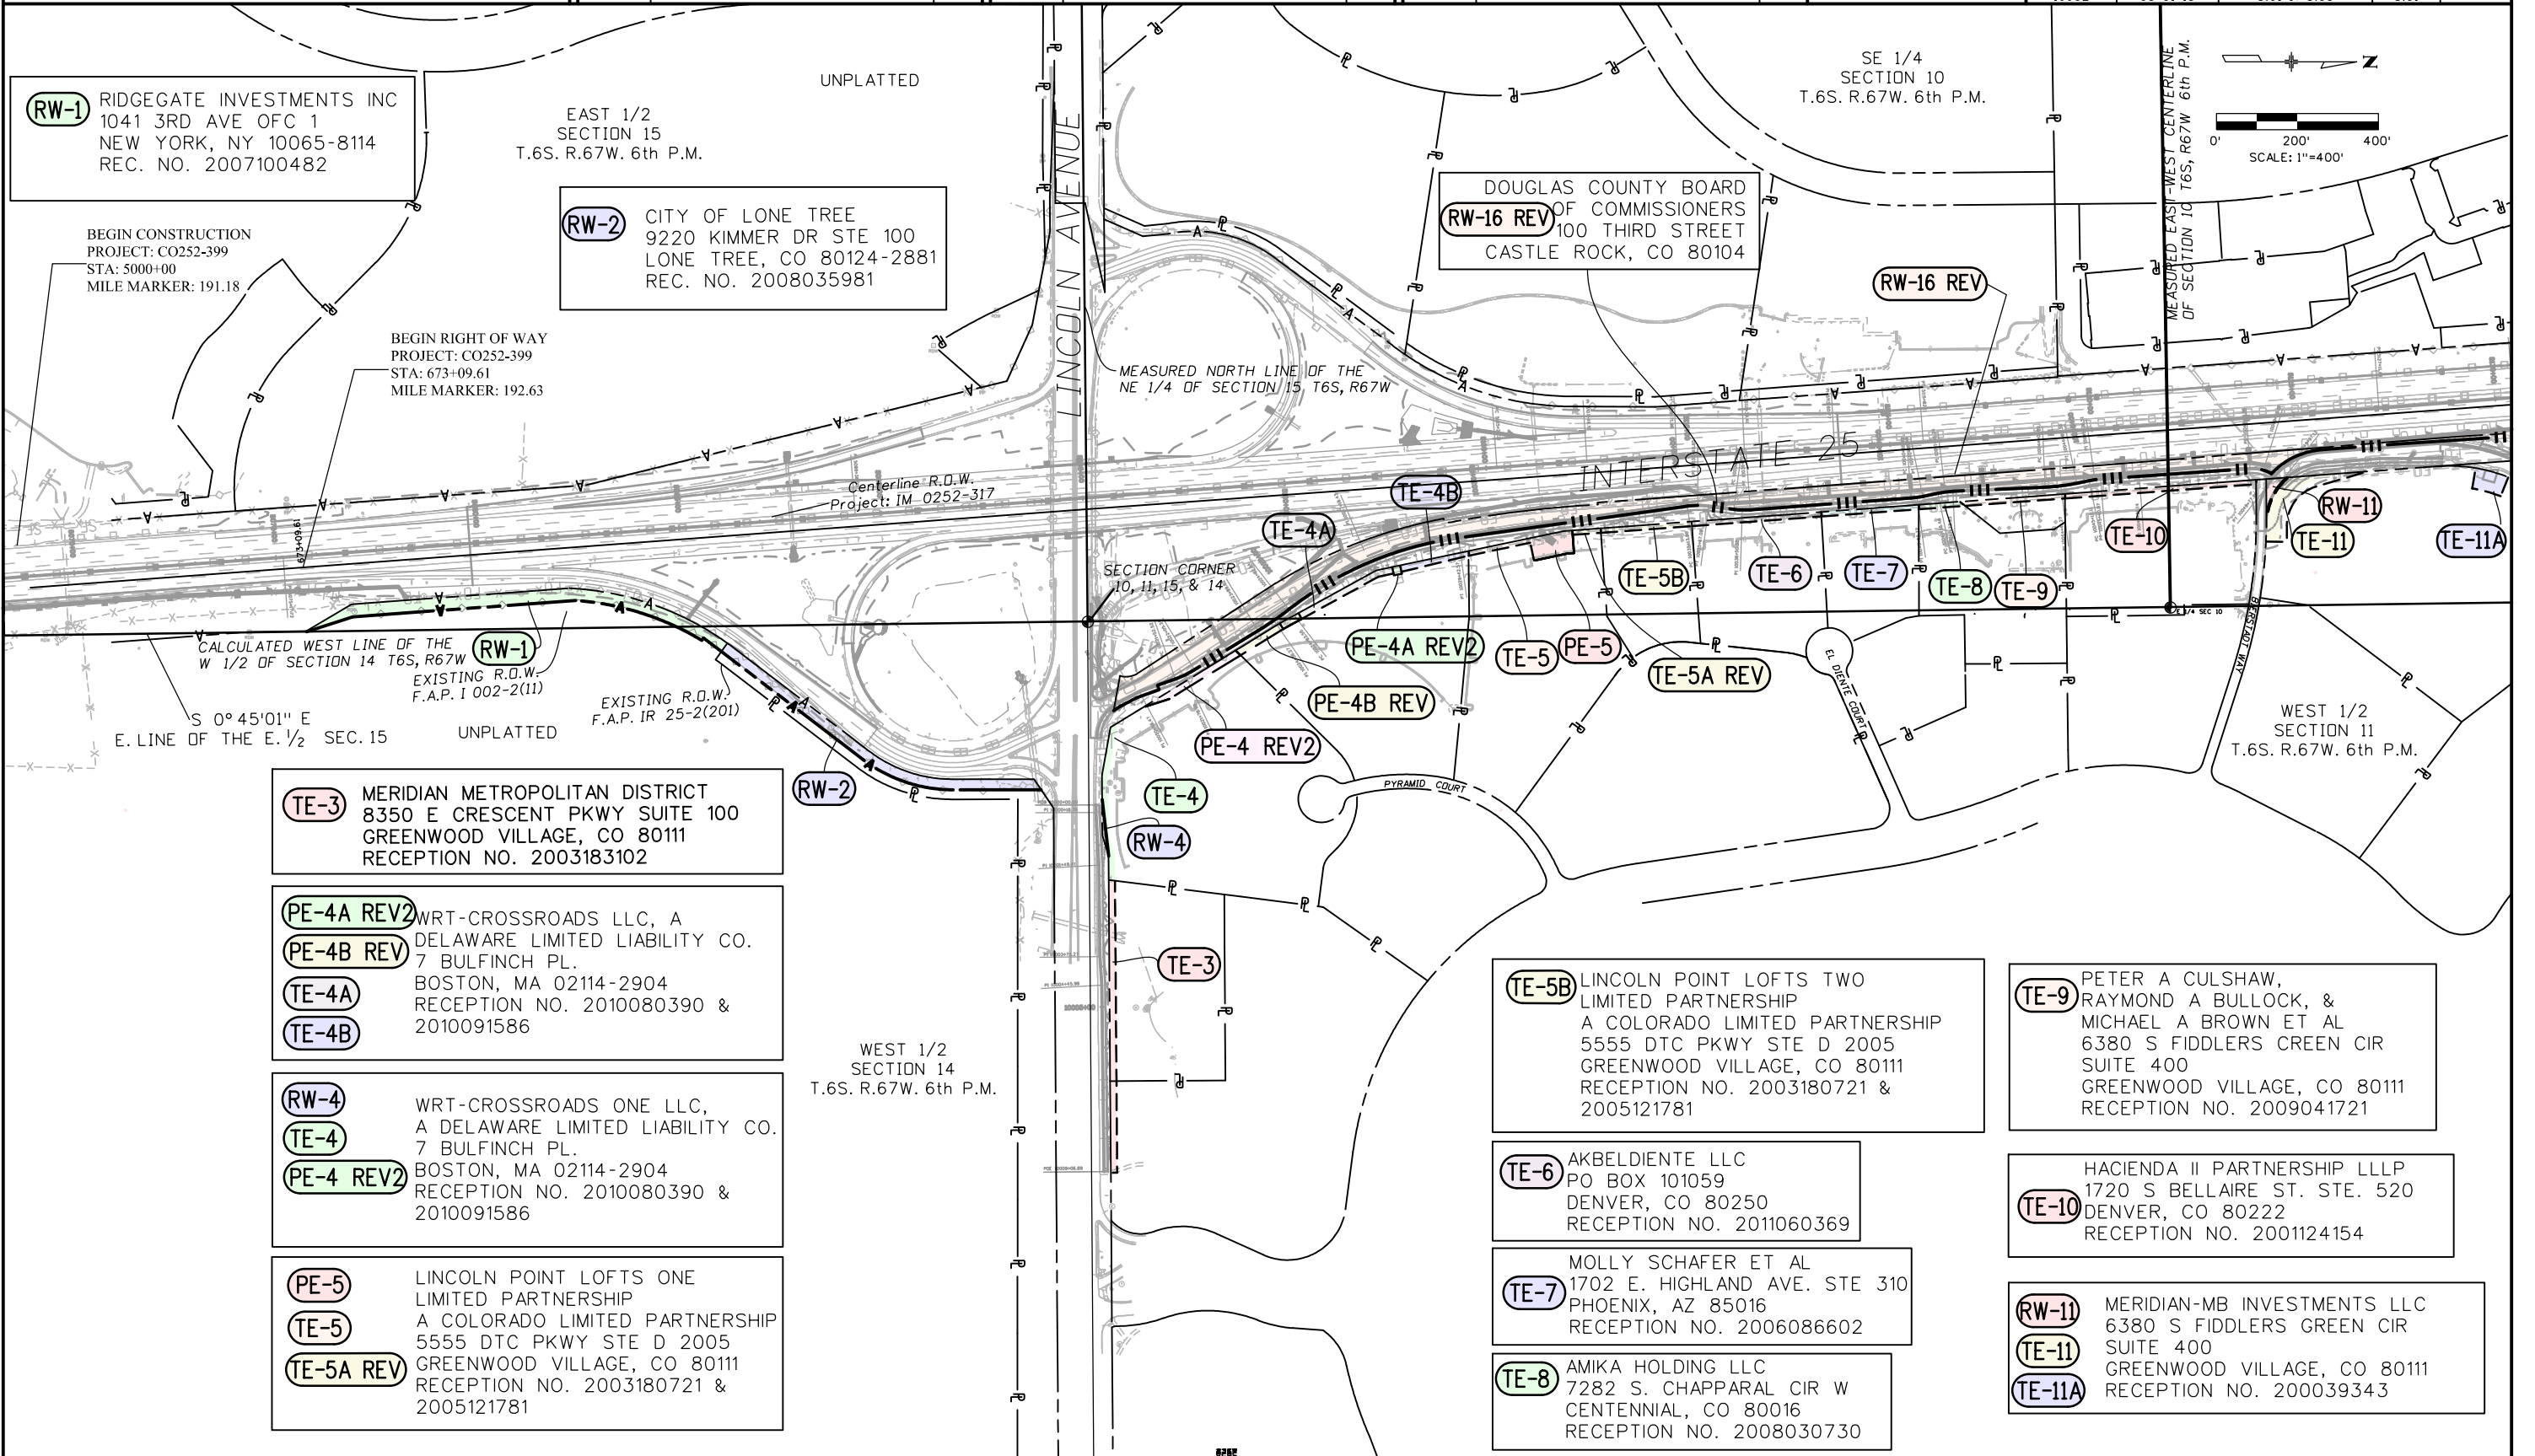 RW-1
RIDGEGATE INVESTMENTS INC
1041 3RD AVE OFC 1
NEW YORK, NY 10065-8114
REC. NO. 2007100482
UNPLATTED
EAST 1/2
SECTION 15
T.6S. R.67W. 6th P.M.
RW-2
CITY OF LONE TREE
9220 KIMMER DR STE 100
LONE TREE, CO 80124-2881
REC. NO. 2008035981
BEGIN CONSTRUCTION
PROJECT: CO252-399
STA: 5000+00
MILE MARKER: 191.18
BEGIN RIGHT OF WAY
PROJECT: CO252-399
STA: 673+09.61
MILE MARKER: 192.63
LINCOLN AVENUE
DOUGLAS COUNTY BOARD
RW-16 REV
OF COMMISSIONERS
100 THIRD STREET
CASTLE ROCK, CO 80104
RW-16 REV
SE 1/4
SECTION 10
T.6S. R.67W. 6th P.M.
MEASURED EAST-WEST CENTERLINE
OF SECTION 10 T6S, R67W 6th P.M.
N
0' 200' 400'
SCALE: 1"=400'
MEASURED NORTH LINE OF THE
NE 1/4 OF SECTION 15 T6S, R67W
INTERSTATE 25
Centerline R.O.W.
Project: IM 0252-317
673+09.61
TE-4B
TE-4A
SECTION CORNER
10, 11, 15, & 14
TE-5B
TE-6
TE-7
TE-8
TE-9
TE-10
RW-11
TE-11
TE-11A
E 1/4 SEC 10
CALCULATED WEST LINE OF THE
W 1/2 OF SECTION 14 T6S, R67W
RW-1
EXISTING R.O.W.
F.A.P. I 002-2(11)
EXISTING R.O.W.
F.A.P. IR 25-2(201)
S 0° 45'01" E
E. LINE OF THE E. 1/2 SEC. 15
UNPLATTED
RW-2
PE-4A REV2
TE-5
PE-5
TE-5A REV
PE-4B REV
PE-4 REV2
TE-4
RW-4
TE-3
PYRAMID COURT
EL DIENTE COURT
BIERSTADT WAY
WEST 1/2
SECTION 11
T.6S. R.67W. 6th P.M.
WEST 1/2
SECTION 14
T.6S. R.67W. 6th P.M.
TE-3
MERIDIAN METROPOLITAN DISTRICT
8350 E CRESCENT PKWY SUITE 100
GREENWOOD VILLAGE, CO 80111
RECEPTION NO. 2003183102
PE-4A REV2
PE-4B REV
TE-4A
TE-4B
WRT-CROSSROADS LLC, A
DELAWARE LIMITED LIABILITY CO.
7 BULFINCH PL.
BOSTON, MA 02114-2904
RECEPTION NO. 2010080390 &
2010091586
RW-4
TE-4
PE-4 REV2
WRT-CROSSROADS ONE LLC,
A DELAWARE LIMITED LIABILITY CO.
7 BULFINCH PL.
BOSTON, MA 02114-2904
RECEPTION NO. 2010080390 &
2010091586
PE-5
TE-5
TE-5A REV
LINCOLN POINT LOFTS ONE
LIMITED PARTNERSHIP
A COLORADO LIMITED PARTNERSHIP
5555 DTC PKWY STE D 2005
GREENWOOD VILLAGE, CO 80111
RECEPTION NO. 2003180721 &
2005121781
TE-5B
LINCOLN POINT LOFTS TWO
LIMITED PARTNERSHIP
A COLORADO LIMITED PARTNERSHIP
5555 DTC PKWY STE D 2005
GREENWOOD VILLAGE, CO 80111
RECEPTION NO. 2003180721 &
2005121781
TE-6
AKBELDIENTE LLC
PO BOX 101059
DENVER, CO 80250
RECEPTION NO. 2011060369
TE-7
MOLLY SCHAFER ET AL
1702 E. HIGHLAND AVE. STE 310
PHOENIX, AZ 85016
RECEPTION NO. 2006086602
TE-8
AMIKA HOLDING LLC
7282 S. CHAPPARAL CIR W
CENTENNIAL, CO 80016
RECEPTION NO. 2008030730
TE-9
PETER A CULSHAW,
RAYMOND A BULLOCK, &
MICHAEL A BROWN ET AL
6380 S FIDDLERS CREEN CIR
SUITE 400
GREENWOOD VILLAGE, CO 80111
RECEPTION NO. 2009041721
TE-10
HACIENDA II PARTNERSHIP LLLP
1720 S BELLAIRE ST. STE. 520
DENVER, CO 80222
RECEPTION NO. 2001124154
RW-11
TE-11
TE-11A
MERIDIAN-MB INVESTMENTS LLC
6380 S FIDDLERS GREEN CIR
SUITE 400
GREENWOOD VILLAGE, CO 80111
RECEPTION NO. 200039343